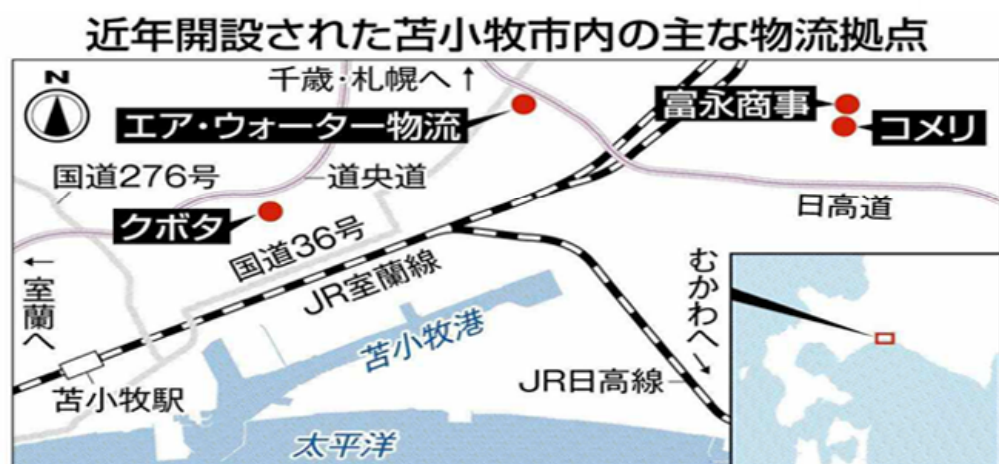 近年開設された苫小牧市内の主な物流拠点
N
千歳・札幌へ↑
富永商事
エア・ウォーター物流
コメリ
国道276号
道央道
日高道
クボタ
国道36号
←室蘭へ
JR室蘭線
むかわへ→
苫小牧港
JR日高線
苫小牧駅
太平洋